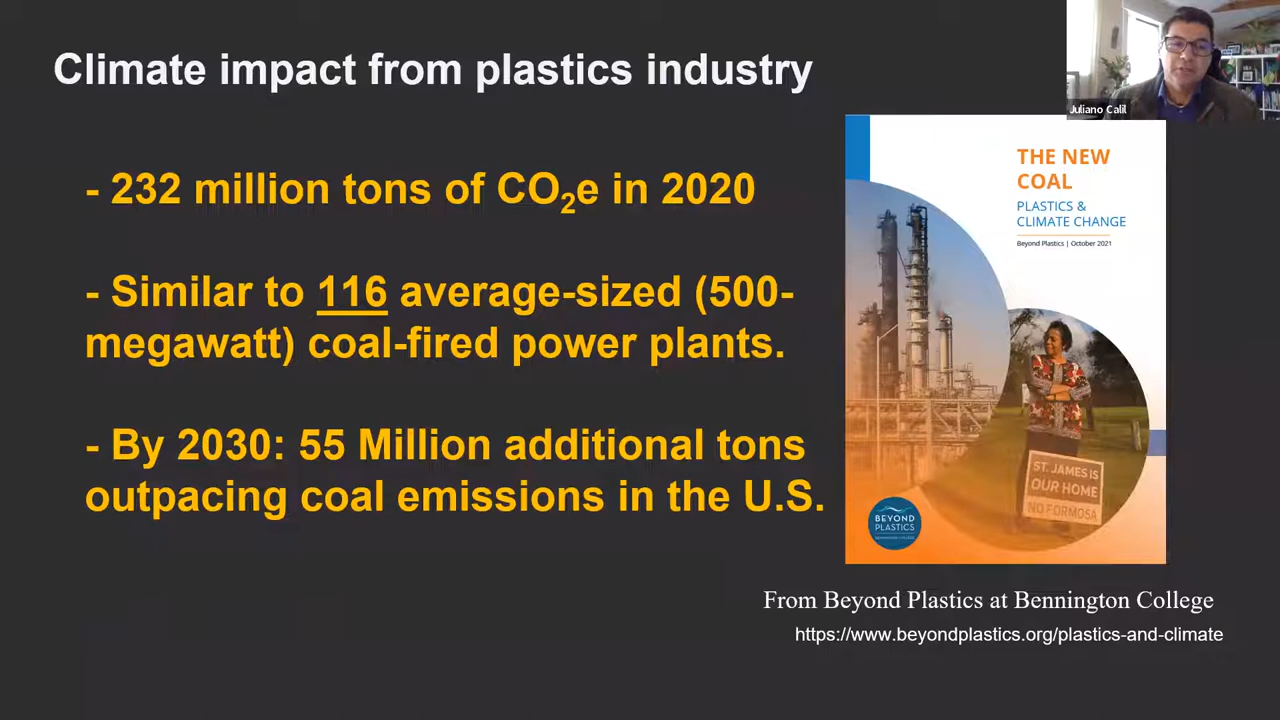 Climate impact from plastics industry
Juliano Calil
- 232 million tons of CO₂e in 2020
- Similar to 116 average-sized (500-
megawatt) coal-fired power plants.
- By 2030: 55 Million additional tons
outpacing coal emissions in the U.S.
THE NEW
COAL
PLASTICS &
CLIMATE CHANGE
Beyond Plastics | October 2021
ST. JAMES IS
OUR HOME
NO FORMOSA
BEYOND
PLASTICS
BENNINGTON COLLEGE
From Beyond Plastics at Bennington College
https://www.beyondplastics.org/plastics-and-climate